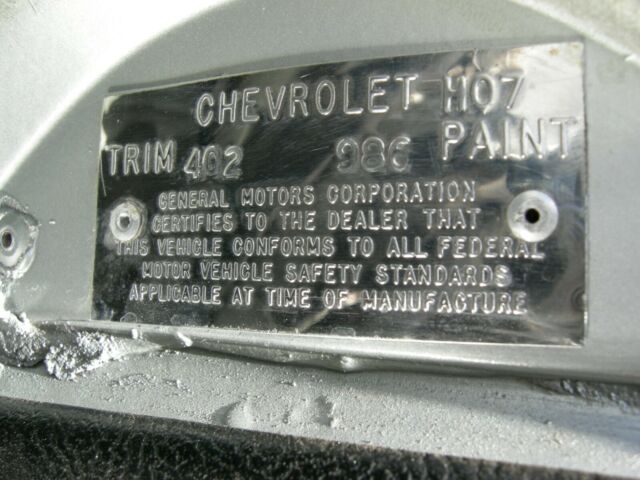 CHEVROLET H07
TRIM 402 986 PAINT
GENERAL MOTORS CORPORATION
CERTIFIES TO THE DEALER THAT
THIS VEHICLE CONFORMS TO ALL FEDERAL
MOTOR VEHICLE SAFETY STANDARDS
APPLICABLE AT TIME OF MANUFACTURE